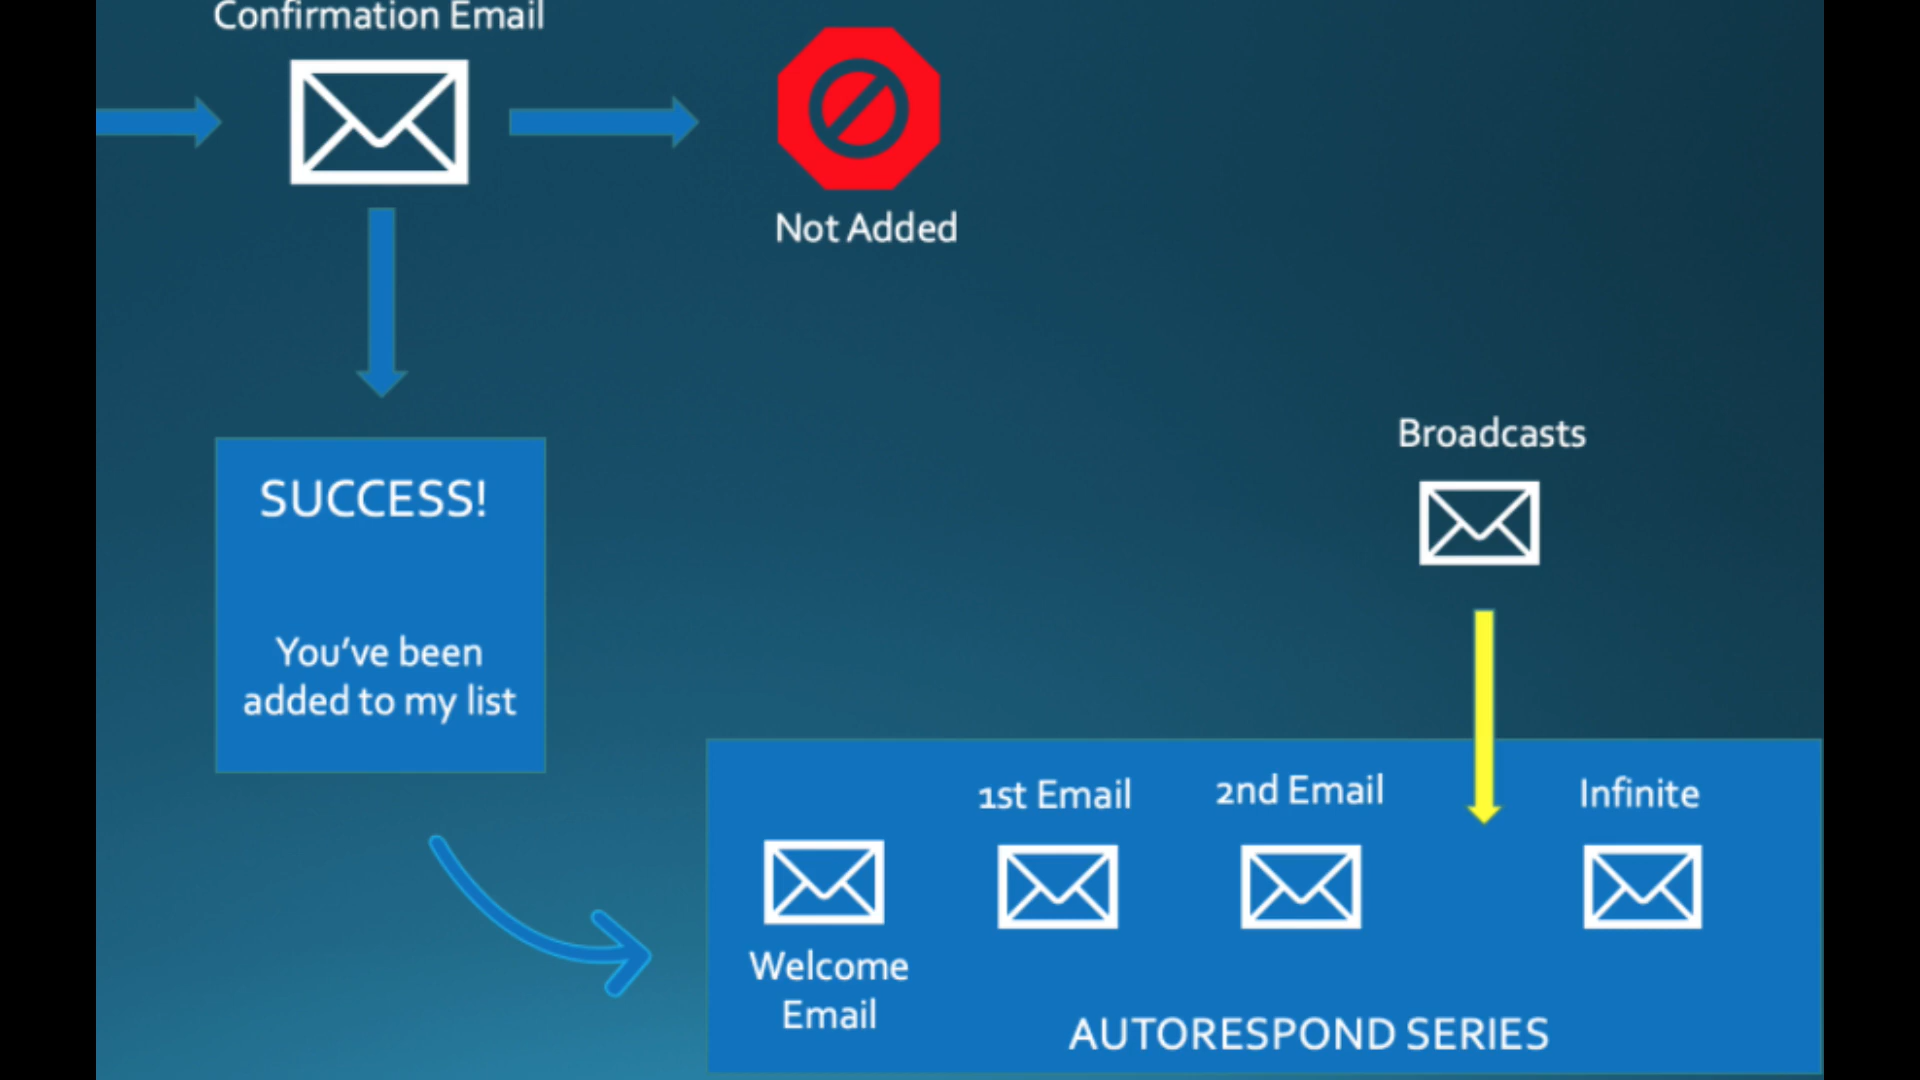 Confirmation Email
Not Added
SUCCESS!
You've been
added to my list
Broadcasts
1st Email
2nd Email
Infinite
Welcome
Email
AUTORESPOND SERIES